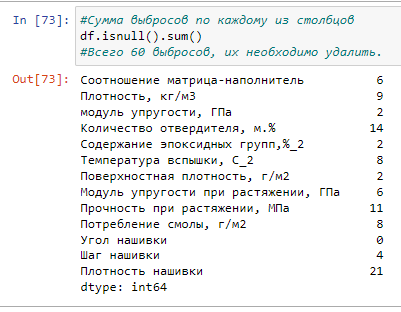 In [73]: #Сумма выбросов по каждому из столбцов
df.isnull().sum()
#Всего 60 выбросов, их необходимо удалить.
Out[73]: Соотношение матрица-наполнитель 6
Плотность, кг/м3 9
модуль упругости, ГПа 2
Количество отвердителя, м.% 14
Содержание эпоксидных групп,%_2 2
Температура вспышки, С_2 8
Поверхностная плотность, г/м2 2
Модуль упругости при растяжении, ГПа 6
Прочность при растяжении, МПа 11
Потребление смолы, г/м2 8
Угол нашивки 0
Шаг нашивки 4
Плотность нашивки 21
dtype: int64